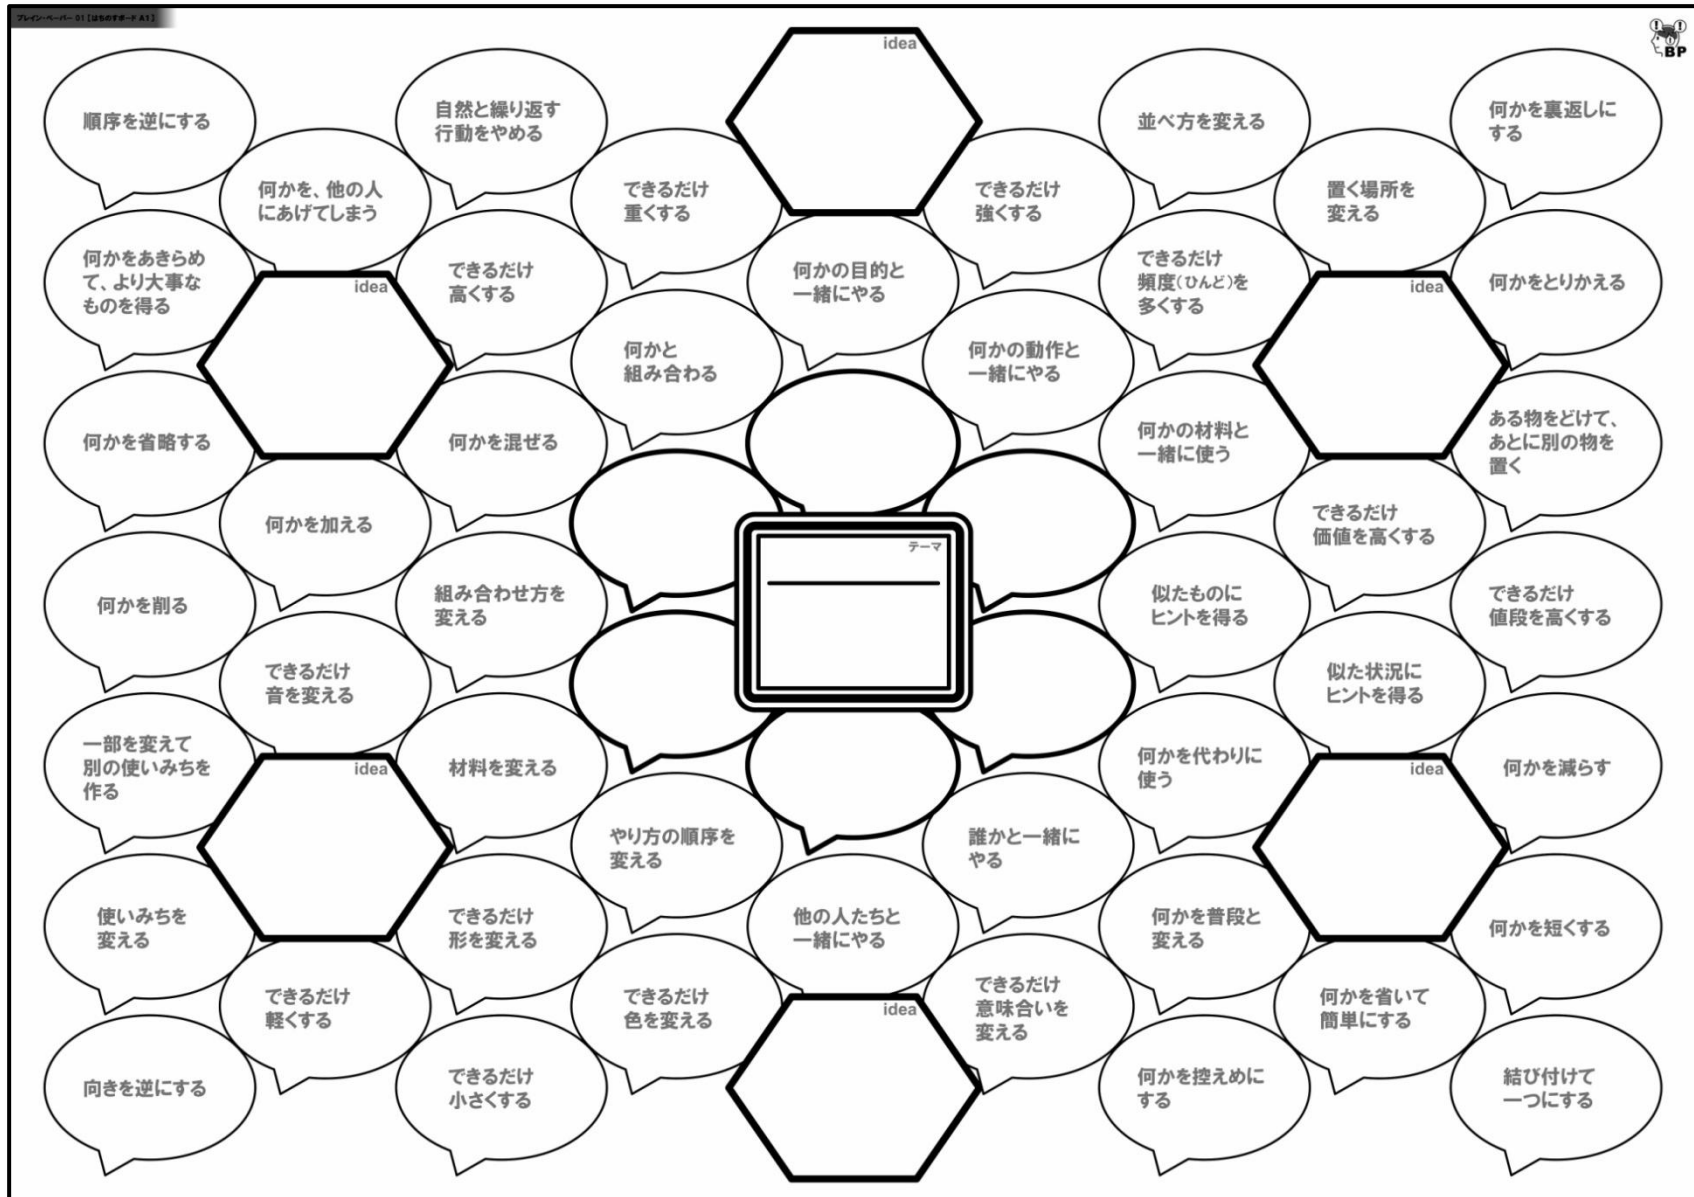 ブレイン・ペーパー 01 [はちのすボード A1]
BP
idea
順序を逆にする
自然と繰り返す
行動をやめる
並べ方を変える
何かを裏返しに
する
何かを、他の人
にあげてしまう
できるだけ
重くする
できるだけ
強くする
置く場所を
変える
何かをあきらめ
て、より大事な
ものを得る
idea
できるだけ
高くする
何かの目的と
一緒にやる
できるだけ
頻度(ひんど)を
多くする
idea
何かをとりかえる
何かと
組み合わる
何かの動作と
一緒にやる
何かを省略する
何かを混ぜる
何かの材料と
一緒に使う
ある物をどけて、
あとに別の物を
置く
何かを加える
できるだけ
価値を高くする
テーマ
何かを削る
組み合わせ方を
変える
似たものに
ヒントを得る
できるだけ
値段を高くする
できるだけ
音を変える
似た状況に
ヒントを得る
一部を変えて
別の使いみちを
作る
idea
材料を変える
何かを代わりに
使う
idea
何かを減らす
やり方の順序を
変える
誰かと一緒に
やる
使いみちを
変える
できるだけ
形を変える
他の人たちと
一緒にやる
何かを普段と
変える
何かを短くする
できるだけ
軽くする
できるだけ
色を変える
idea
できるだけ
意味合いを
変える
何かを省いて
簡単にする
向きを逆にする
できるだけ
小さくする
何かを控えめに
する
結び付けて
一つにする